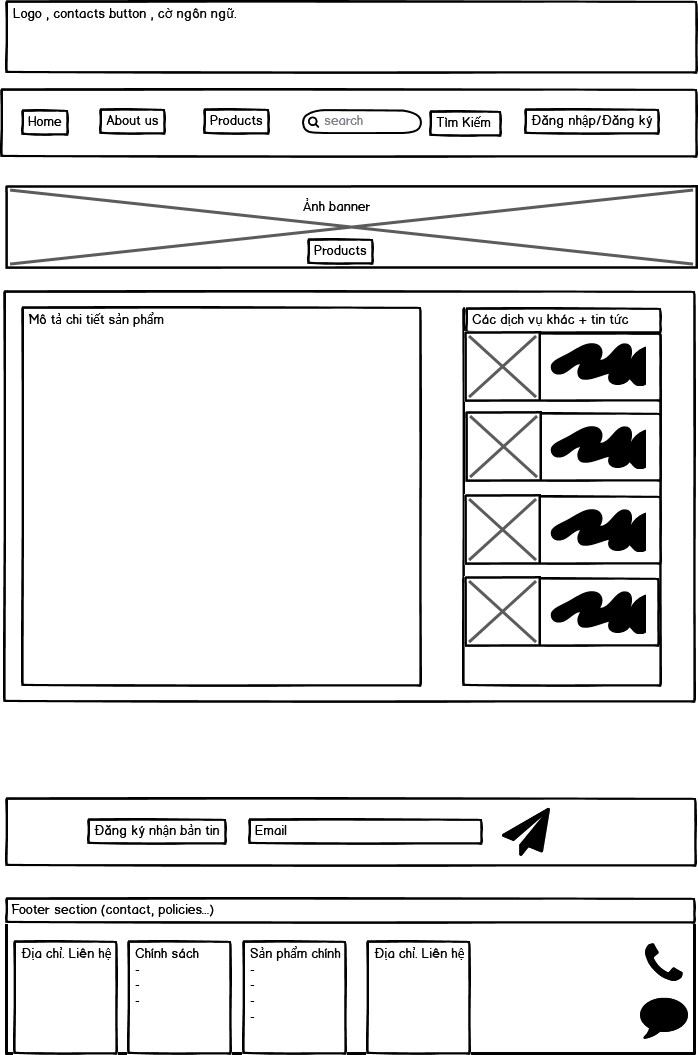 Logo , contacts button , cờ ngôn ngữ.
Home
About us
Products
search
Tìm Kiếm
Đăng nhập/Đăng ký
Ảnh banner
Products
Mô tả chi tiết sản phẩm
Các dịch vụ khác + tin tức
Đăng ký nhận bản tin
Email
Footer section (contact, policies...)
Địa chỉ. Liên hệ
Chính sách
-
-
-
Sản phẩm chính
-
-
-
-
Địa chỉ. Liên hệ